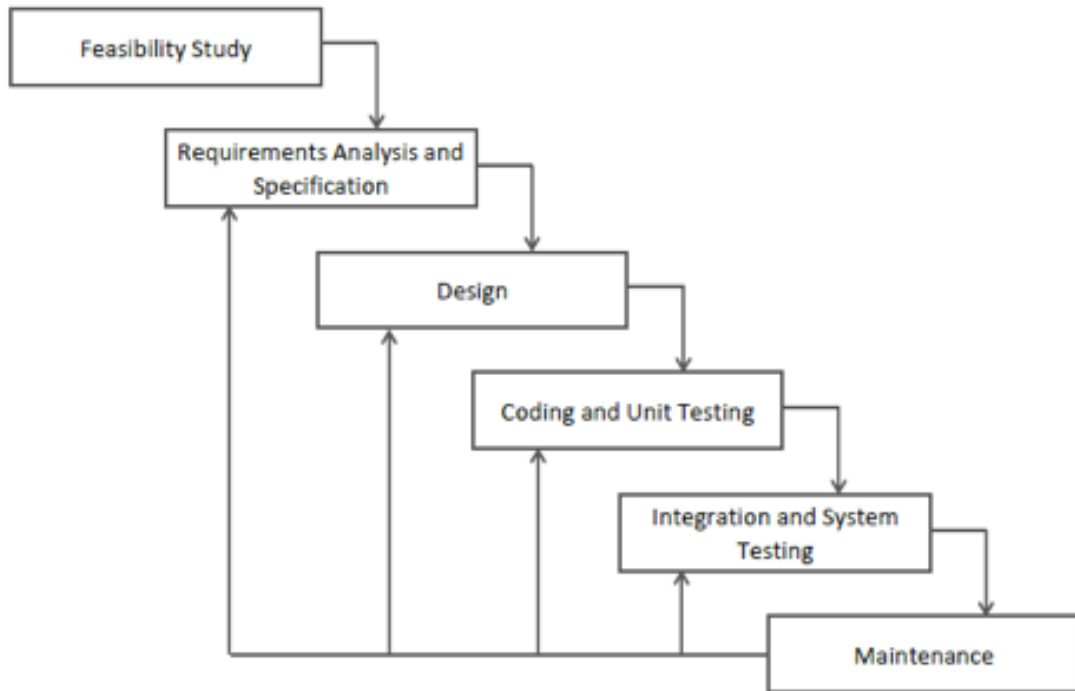 Feasibility Study
Requirements Analysis and
Specification
Design
Coding and Unit Testing
Integration and System
Testing
Maintenance